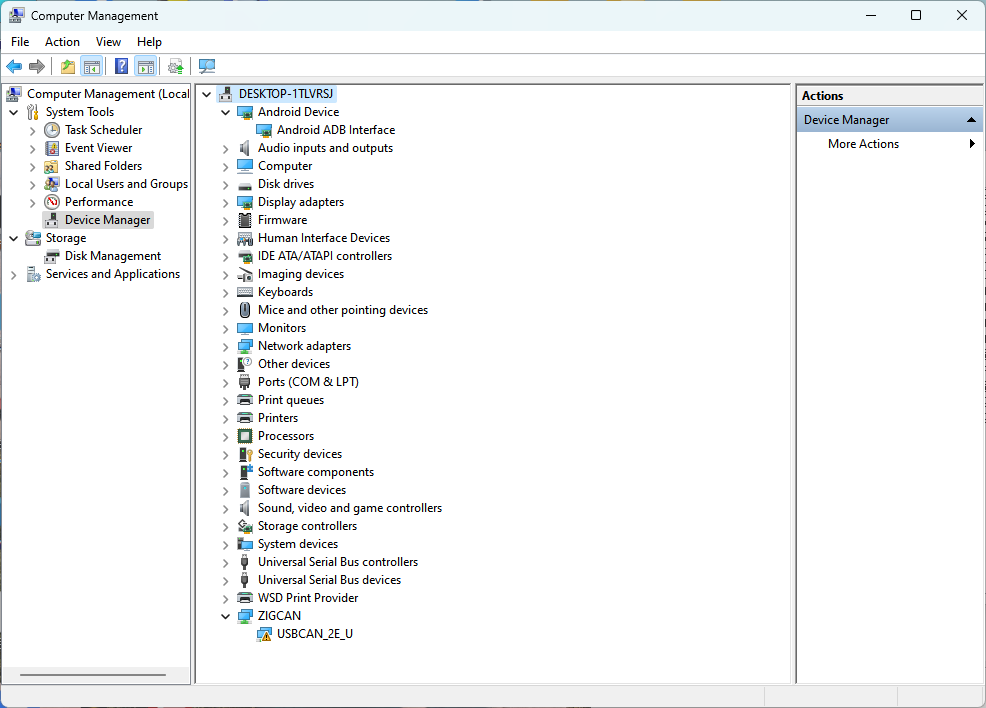 Computer Management
File Action View Help
Computer Management (Local
System Tools
Task Scheduler
Event Viewer
Shared Folders
Local Users and Groups
Performance
Device Manager
Storage
Disk Management
Services and Applications
DESKTOP-1TLVRSJ
Android Device
Android ADB Interface
Audio inputs and outputs
Computer
Disk drives
Display adapters
Firmware
Human Interface Devices
IDE ATA/ATAPI controllers
Imaging devices
Keyboards
Mice and other pointing devices
Monitors
Network adapters
Other devices
Ports (COM & LPT)
Print queues
Printers
Processors
Security devices
Software components
Software devices
Sound, video and game controllers
Storage controllers
System devices
Universal Serial Bus controllers
Universal Serial Bus devices
WSD Print Provider
ZIGCAN
USBCAN_2E_U
Actions
Device Manager
More Actions